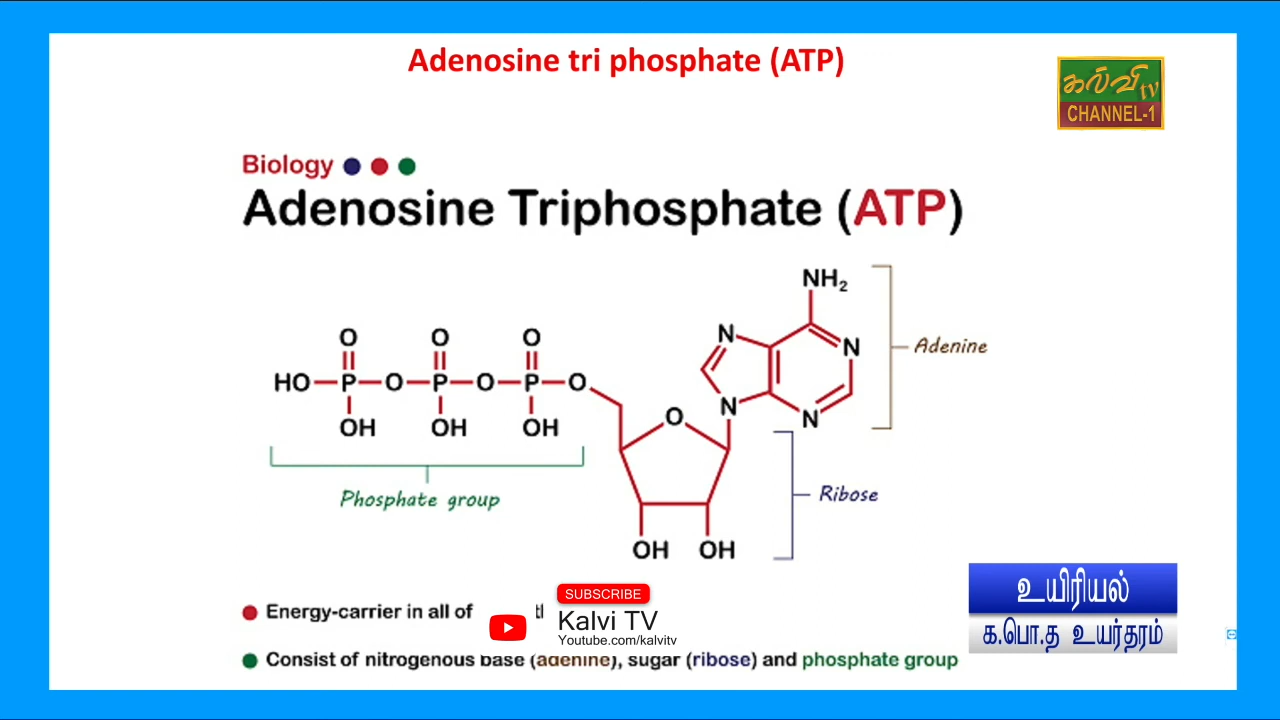 Adenosine tri phosphate (ATP)
கல்வி tv
CHANNEL-1
Biology
Adenosine Triphosphate (ATP)
NH2
N
N
N
N
Adenine
O
O
O
HO
P
O
P
O
P
O
OH
OH
OH
O
Phosphate group
Ribose
OH
OH
Energy-carrier in all of
SUBSCRIBE
Kalvi TV
Youtube.com/kalvitv
Consist of nitrogenous base (adenine), sugar (ribose) and phosphate group
உயிரியல்
க.பொ.த உயர்தரம்